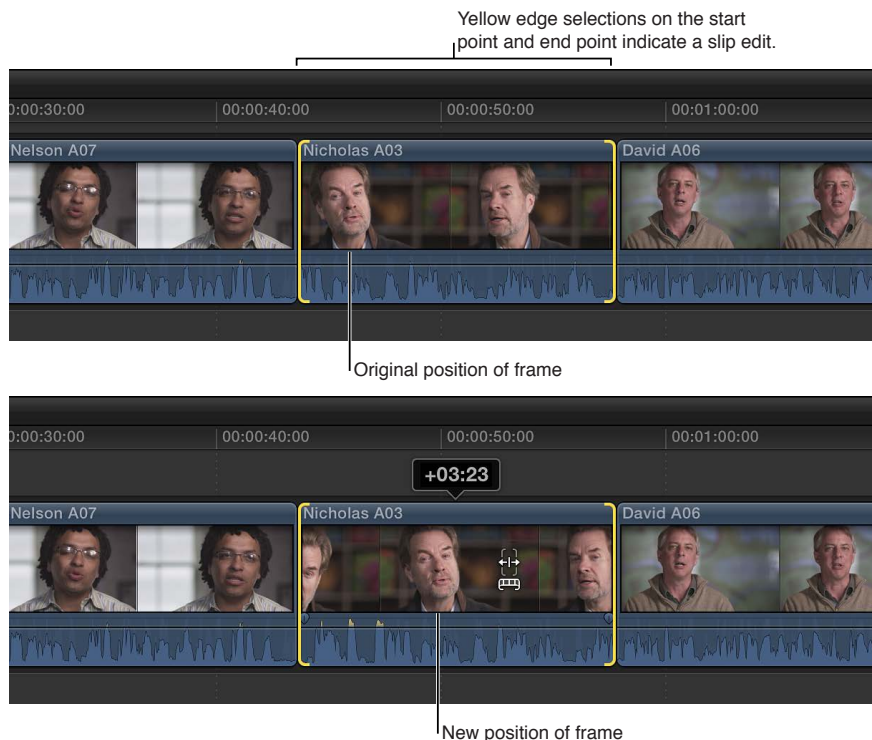 Yellow edge selections on the start
point and end point indicate a slip edit.
0:00:30:00 00:00:40:00 00:00:50:00 00:01:00:00
Nelson A07 Nicholas A03 David A06
Original position of frame
0:00:30:00 00:00:40:00 00:00:50:00 00:01:00:00
+03:23
Nelson A07 Nicholas A03 David A06
New position of frame